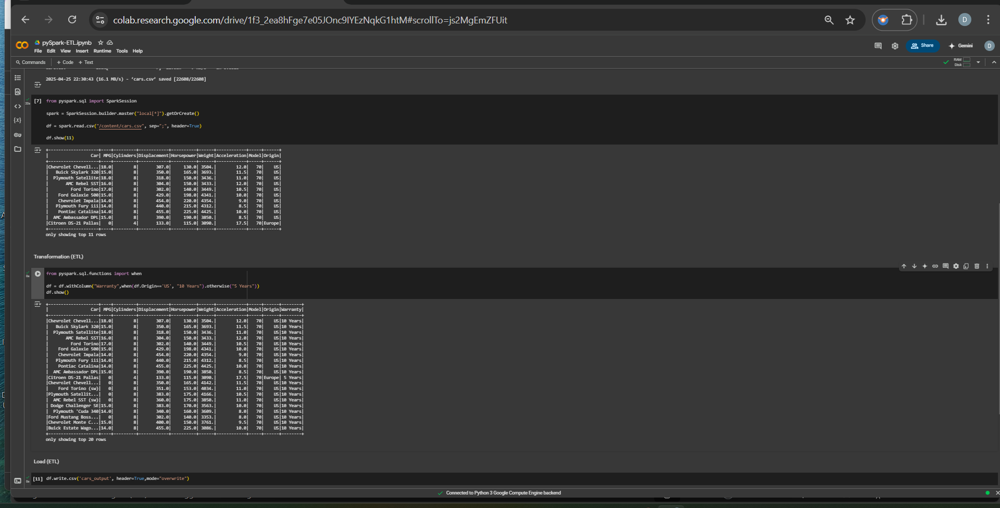 colab.research.google.com/drive/1f3_2ea8hFge7e05JOnc9IYEzNqkG1htM#scrollTo=js2MgEmZFUit
D
pySpark-ETL.ipynb
File Edit View Insert Runtime Tools Help
Share
Gemini
D
Commands + Code + Text
RAM
Disk
2025-04-25 22:30:43 (16.1 MB/s) - ‘cars.csv’ saved [22608/22608]
22s
[7] from pyspark.sql import SparkSession
spark = SparkSession.builder.master("local[*]").getOrCreate()
df = spark.read.csv("/content/cars.csv", sep=";", header=True)
df.show(11)
+--------------------+----+---------+------------+----------+------+------------+-----+------+
|                 Car| MPG|Cylinders|Displacement|Horsepower|Weight|Acceleration|Model|Origin|
+--------------------+----+---------+------------+----------+------+------------+-----+------+
|Chevrolet Chevell...|18.0|        8|       307.0|     130.0| 3504.|        12.0|   70|    US|
|   Buick Skylark 320|15.0|        8|       350.0|     165.0| 3693.|        11.5|   70|    US|
|  Plymouth Satellite|18.0|        8|       318.0|     150.0| 3436.|        11.0|   70|    US|
|       AMC Rebel SST|16.0|        8|       304.0|     150.0| 3433.|        12.0|   70|    US|
|         Ford Torino|17.0|        8|       302.0|     140.0| 3449.|        10.5|   70|    US|
|    Ford Galaxie 500|15.0|        8|       429.0|     198.0| 4341.|        10.0|   70|    US|
|    Chevrolet Impala|14.0|        8|       454.0|     220.0| 4354.|         9.0|   70|    US|
|   Plymouth Fury iii|14.0|        8|       440.0|     215.0| 4312.|         8.5|   70|    US|
|    Pontiac Catalina|14.0|        8|       455.0|     225.0| 4425.|        10.0|   70|    US|
|  AMC Ambassador DPL|15.0|        8|       390.0|     190.0| 3850.|         8.5|   70|    US|
|Citroen DS-21 Pallas|   0|        4|       133.0|     115.0| 3090.|        17.5|   70|Europe|
+--------------------+----+---------+------------+----------+------+------------+-----+------+
only showing top 11 rows
Transformation (ETL)
0s
from pyspark.sql.functions import when
df = df.withColumn("Warranty",when(df.Origin=='US', "10 Years").otherwise("5 Years"))
df.show()
+--------------------+----+---------+------------+----------+------+------------+-----+------+--------+
|                 Car| MPG|Cylinders|Displacement|Horsepower|Weight|Acceleration|Model|Origin|Warranty|
+--------------------+----+---------+------------+----------+------+------------+-----+------+--------+
|Chevrolet Chevell...|18.0|        8|       307.0|     130.0| 3504.|        12.0|   70|    US|10 Years|
|   Buick Skylark 320|15.0|        8|       350.0|     165.0| 3693.|        11.5|   70|    US|10 Years|
|  Plymouth Satellite|18.0|        8|       318.0|     150.0| 3436.|        11.0|   70|    US|10 Years|
|       AMC Rebel SST|16.0|        8|       304.0|     150.0| 3433.|        12.0|   70|    US|10 Years|
|         Ford Torino|17.0|        8|       302.0|     140.0| 3449.|        10.5|   70|    US|10 Years|
|    Ford Galaxie 500|15.0|        8|       429.0|     198.0| 4341.|        10.0|   70|    US|10 Years|
|    Chevrolet Impala|14.0|        8|       454.0|     220.0| 4354.|         9.0|   70|    US|10 Years|
|   Plymouth Fury iii|14.0|        8|       440.0|     215.0| 4312.|         8.5|   70|    US|10 Years|
|    Pontiac Catalina|14.0|        8|       455.0|     225.0| 4425.|        10.0|   70|    US|10 Years|
|  AMC Ambassador DPL|15.0|        8|       390.0|     190.0| 3850.|         8.5|   70|    US|10 Years|
|Citroen DS-21 Pallas|   0|        4|       133.0|     115.0| 3090.|        17.5|   70|Europe| 5 Years|
|Chevrolet Chevell...|   0|        8|       350.0|     165.0| 4142.|        11.5|   70|    US|10 Years|
|    Ford Torino (sw)|   0|        8|       351.0|     153.0| 4034.|        11.0|   70|    US|10 Years|
|Plymouth Satellit...|   0|        8|       383.0|     175.0| 4166.|        10.5|   70|    US|10 Years|
|  AMC Rebel SST (sw)|   0|        8|       360.0|     175.0| 3850.|        11.0|   70|    US|10 Years|
| Dodge Challenger SE|15.0|        8|       383.0|     170.0| 3563.|        10.0|   70|    US|10 Years|
|  Plymouth 'Cuda 340|14.0|        8|       340.0|     160.0| 3609.|         8.0|   70|    US|10 Years|
|Ford Mustang Boss...|   0|        8|       302.0|     140.0| 3353.|         8.0|   70|    US|10 Years|
|Chevrolet Monte C...|15.0|        8|       400.0|     150.0| 3761.|         9.5|   70|    US|10 Years|
|Buick Estate Wago...|14.0|        8|       455.0|     225.0| 3086.|        10.0|   70|    US|10 Years|
+--------------------+----+---------+------------+----------+------+------------+-----+------+--------+
only showing top 20 rows
Load (ETL)
0s
[11] df.write.csv('cars_output', header=True,mode="overwrite")
Connected to Python 3 Google Compute Engine backend